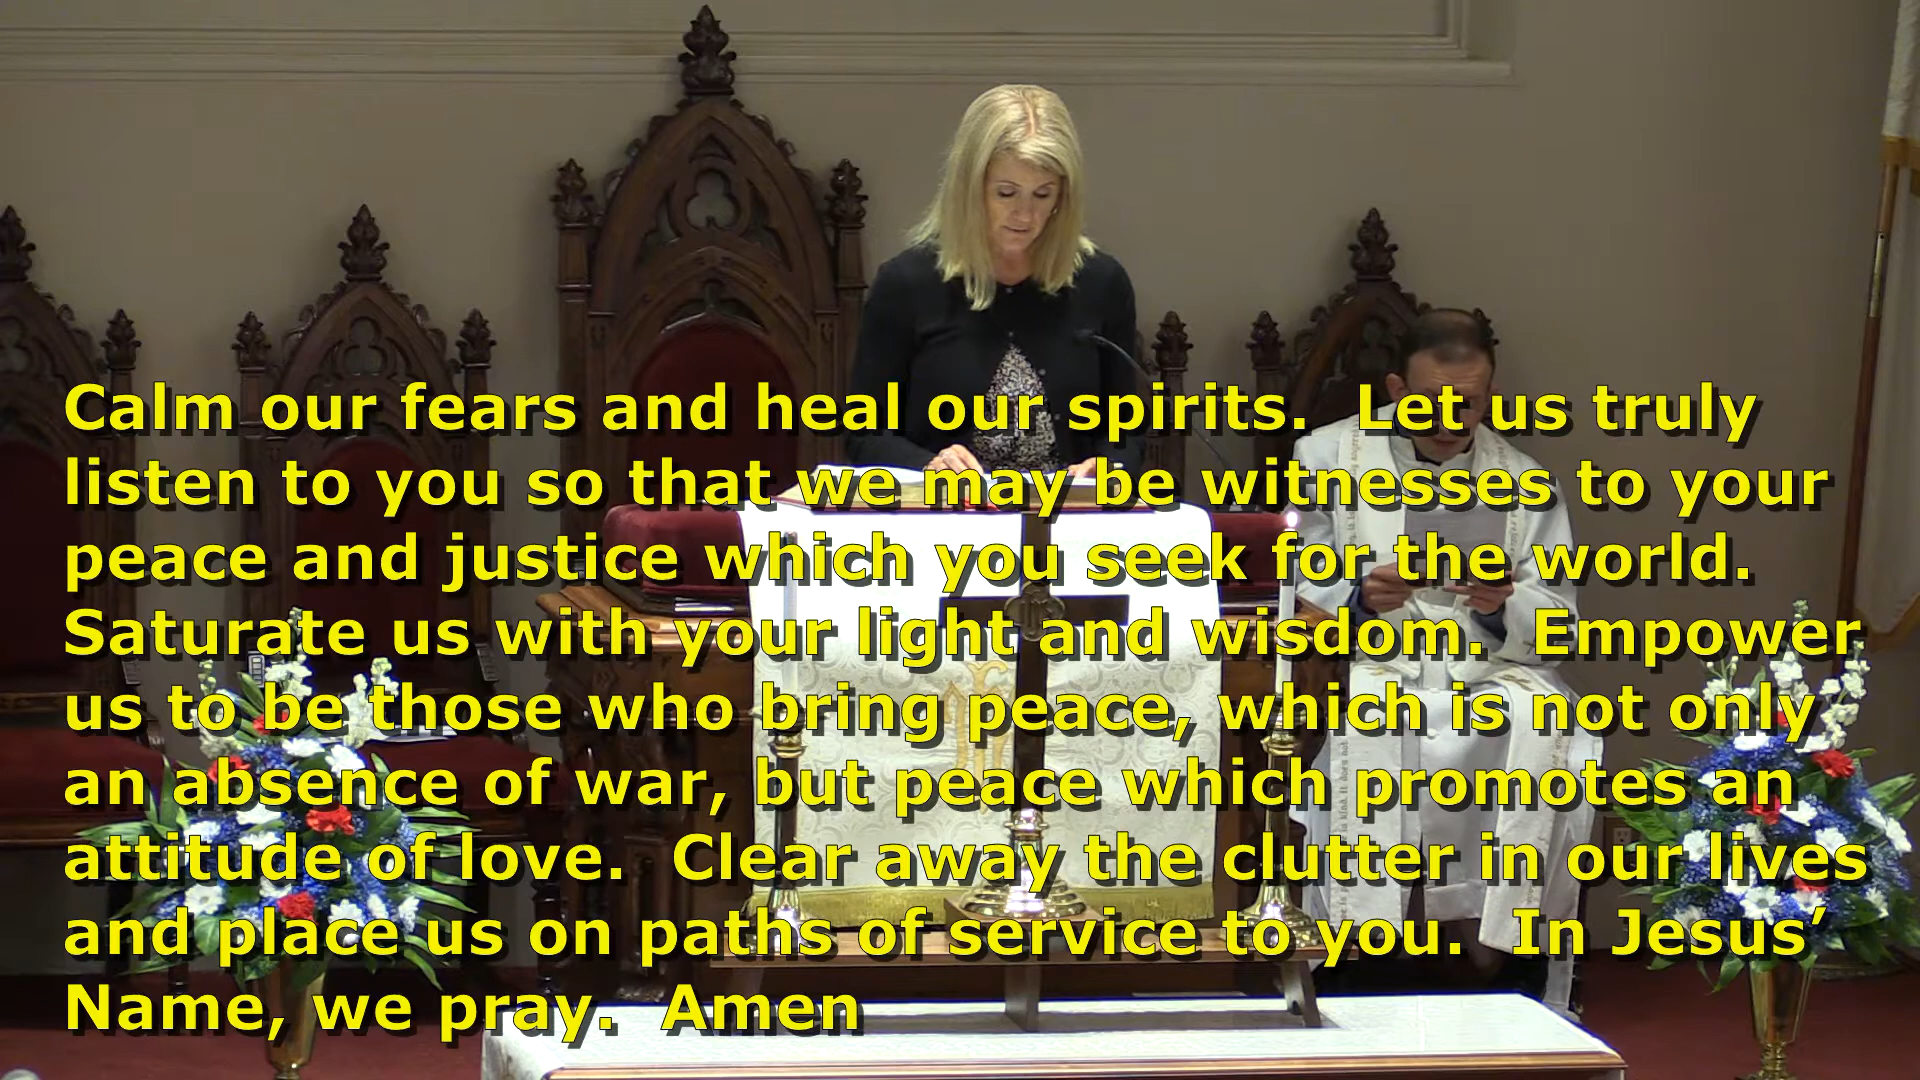 Calm our fears and heal our spirits.  Let us truly
listen to you so that we may be witnesses to your
peace and justice which you seek for the world.
Saturate us with your light and wisdom.  Empower
us to be those who bring peace, which is not only
an absence of war, but peace which promotes an
attitude of love.  Clear away the clutter in our lives
and place us on paths of service to you.  In Jesus’
Name, we pray.  Amen